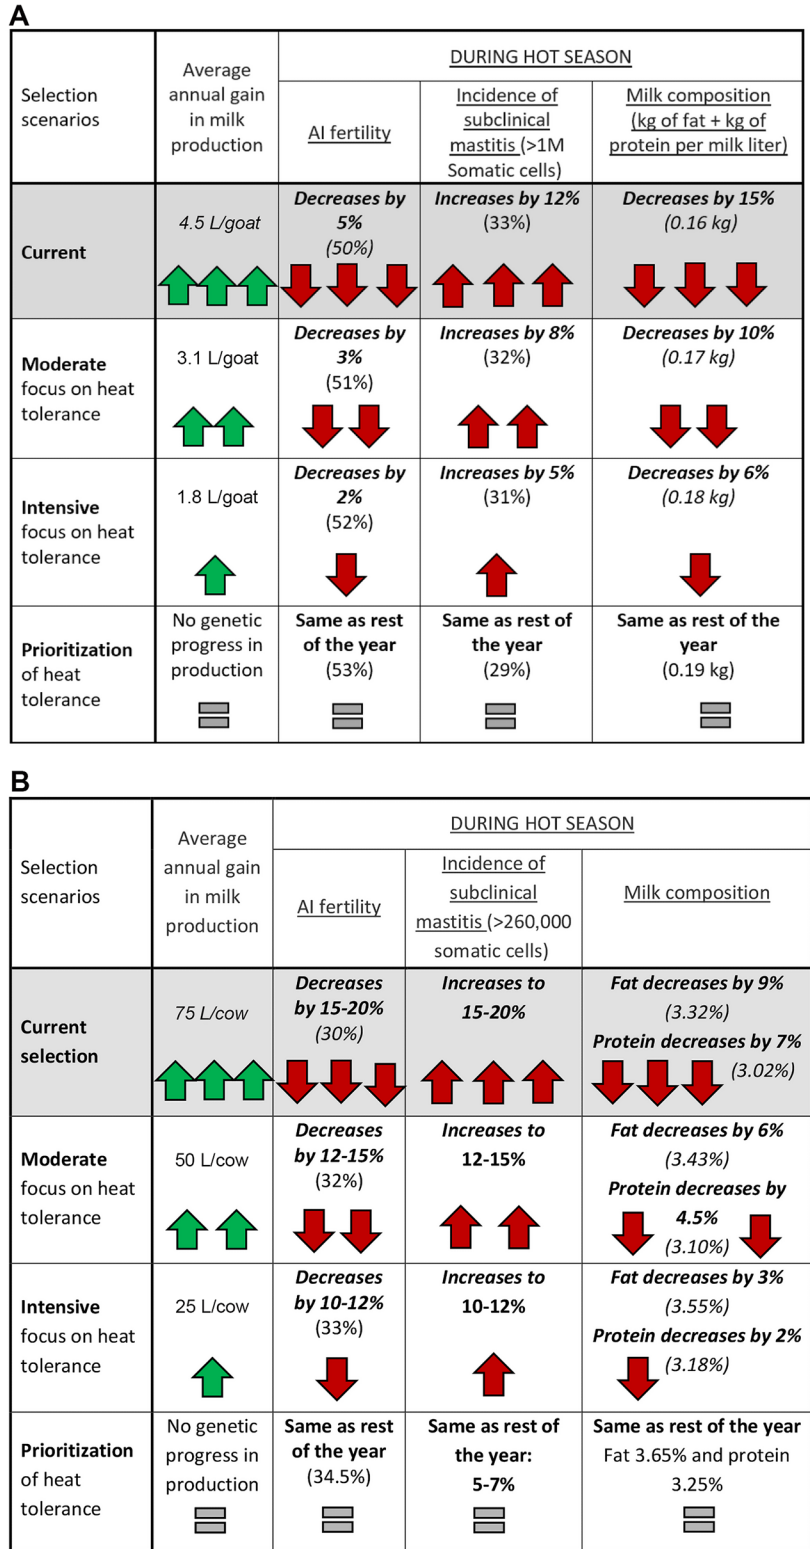 A
Selection
scenarios
Average
annual gain
in milk
production
DURING HOT SEASON
AI fertility
Incidence of
subclinical
mastitis (>1M
Somatic cells)
Milk composition
(kg of fat + kg of
protein per milk liter)
Current
4.5 L/goat
Decreases by
5%
(50%)
Increases by 12%
(33%)
Decreases by 15%
(0.16 kg)
Moderate
focus on heat
tolerance
3.1 L/goat
Decreases by
3%
(51%)
Increases by 8%
(32%)
Decreases by 10%
(0.17 kg)
Intensive
focus on heat
tolerance
1.8 L/goat
Decreases by
2%
(52%)
Increases by 5%
(31%)
Decreases by 6%
(0.18 kg)
Prioritization
of heat
tolerance
No genetic
progress in
production
Same as rest
of the year
(53%)
Same as rest of
the year
(29%)
Same as rest of the
year
(0.19 kg)
B
Selection
scenarios
Average
annual gain
in milk
production
DURING HOT SEASON
AI fertility
Incidence of
subclinical
mastitis (>260,000
somatic cells)
Milk composition
Current
selection
75 L/cow
Decreases
by 15-20%
(30%)
Increases to
15-20%
Fat decreases by 9%
(3.32%)
Protein decreases by 7%
(3.02%)
Moderate
focus on heat
tolerance
50 L/cow
Decreases
by 12-15%
(32%)
Increases to
12-15%
Fat decreases by 6%
(3.43%)
Protein decreases by
4.5%
(3.10%)
Intensive
focus on heat
tolerance
25 L/cow
Decreases
by 10-12%
(33%)
Increases to
10-12%
Fat decreases by 3%
(3.55%)
Protein decreases by 2%
(3.18%)
Prioritization
of heat
tolerance
No genetic
progress in
production
Same as rest
of the year
(34.5%)
Same as rest of
the year:
5-7%
Same as rest of the year
Fat 3.65% and protein
3.25%